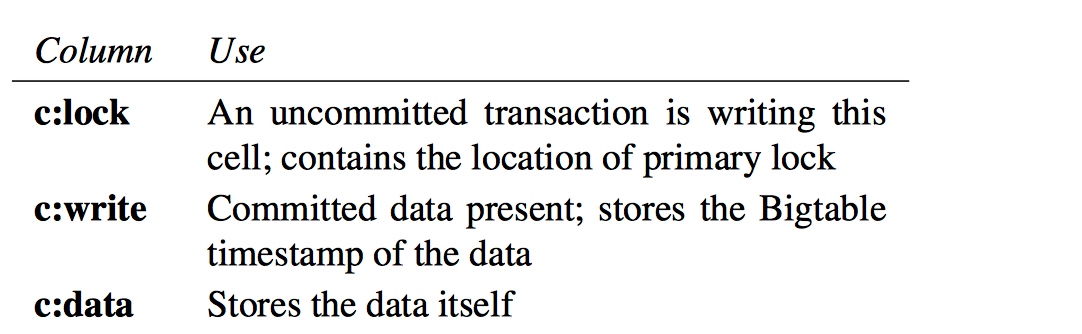 Column Use
c:lock An uncommitted transaction is writing this
cell; contains the location of primary lock
c:write Committed data present; stores the Bigtable
timestamp of the data
c:data Stores the data itself